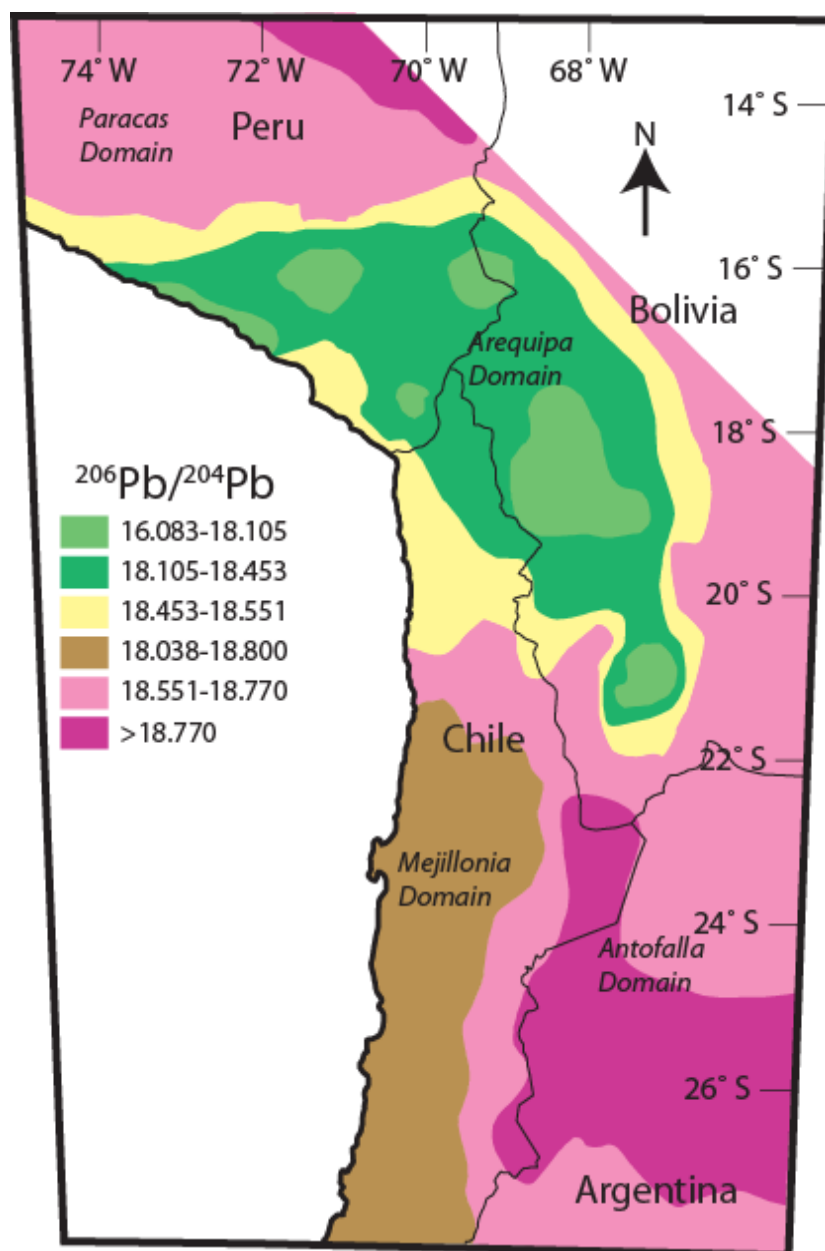 74° W
72° W
70° W
68° W
14° S
Paracas
Domain
Peru
N
16° S
Bolivia
Arequipa
Domain
18° S
²⁰⁶Pb/²⁰⁴Pb
16.083-18.105
18.105-18.453
18.453-18.551
18.038-18.800
18.551-18.770
>18.770
20° S
Chile
22° S
Mejillonia
Domain
24° S
Antofalla
Domain
26° S
Argentina